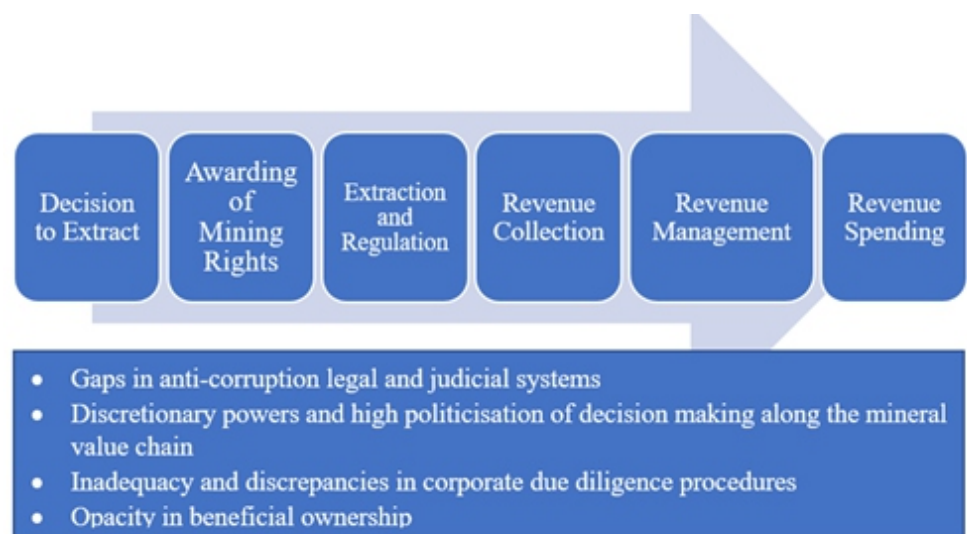 Decision
to Extract
Awarding
of
Mining
Rights
Extraction
and
Regulation
Revenue
Collection
Revenue
Management
Revenue
Spending
• Gaps in anti-corruption legal and judicial systems
• Discretionary powers and high politicisation of decision making along the mineral
value chain
• Inadequacy and discrepancies in corporate due diligence procedures
• Opacity in beneficial ownership